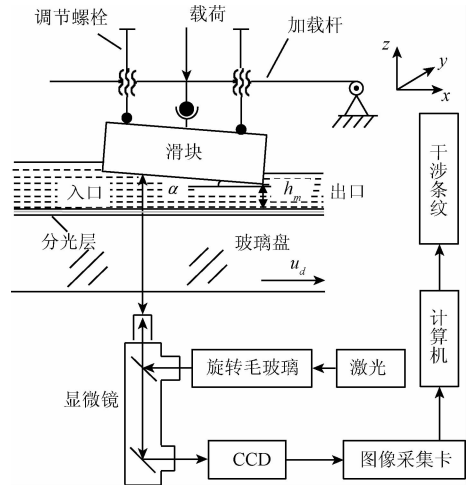 调节螺栓
载荷
加载杆
z
y
x
滑块
入口
α
hm
出口
分光层
玻璃盘
ud
干涉条纹
计算机
显微镜
旋转毛玻璃
激光
CCD
图像采集卡